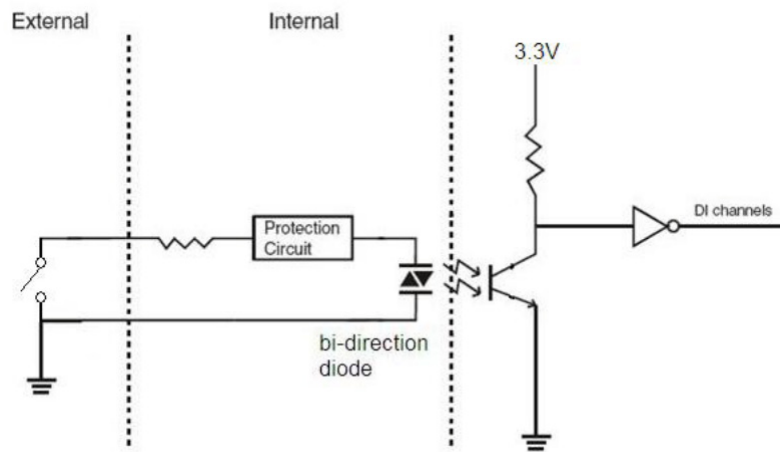 External
Internal
3.3V
Protection
Circuit
DI channels
bi-direction
diode